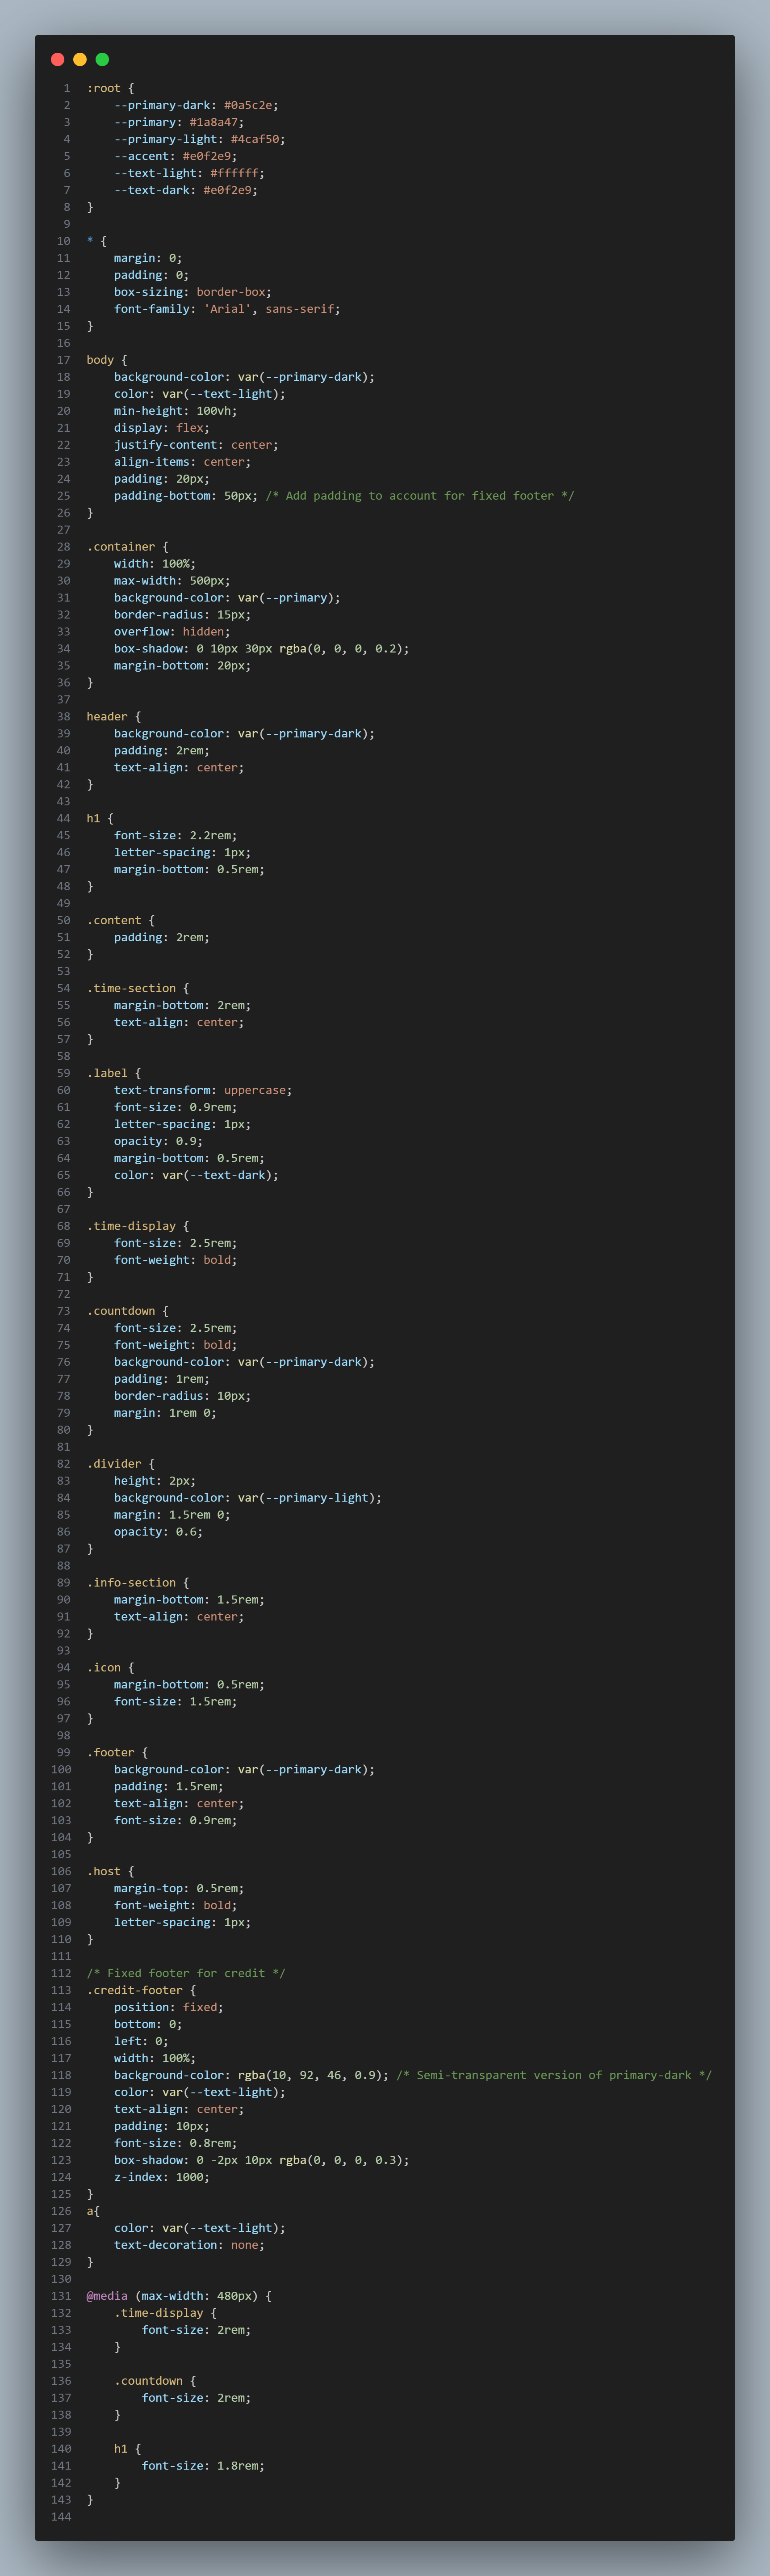 1 :root {
2     --primary-dark: #0a5c2e;
3     --primary: #1a8a47;
4     --primary-light: #4caf50;
5     --accent: #e0f2e9;
6     --text-light: #ffffff;
7     --text-dark: #e0f2e9;
8 }
9
10 * {
11     margin: 0;
12     padding: 0;
13     box-sizing: border-box;
14     font-family: 'Arial', sans-serif;
15 }
16
17 body {
18     background-color: var(--primary-dark);
19     color: var(--text-light);
20     min-height: 100vh;
21     display: flex;
22     justify-content: center;
23     align-items: center;
24     padding: 20px;
25     padding-bottom: 50px; /* Add padding to account for fixed footer */
26 }
27
28 .container {
29     width: 100%;
30     max-width: 500px;
31     background-color: var(--primary);
32     border-radius: 15px;
33     overflow: hidden;
34     box-shadow: 0 10px 30px rgba(0, 0, 0, 0.2);
35     margin-bottom: 20px;
36 }
37
38 header {
39     background-color: var(--primary-dark);
40     padding: 2rem;
41     text-align: center;
42 }
43
44 h1 {
45     font-size: 2.2rem;
46     letter-spacing: 1px;
47     margin-bottom: 0.5rem;
48 }
49
50 .content {
51     padding: 2rem;
52 }
53
54 .time-section {
55     margin-bottom: 2rem;
56     text-align: center;
57 }
58
59 .label {
60     text-transform: uppercase;
61     font-size: 0.9rem;
62     letter-spacing: 1px;
63     opacity: 0.9;
64     margin-bottom: 0.5rem;
65     color: var(--text-dark);
66 }
67
68 .time-display {
69     font-size: 2.5rem;
70     font-weight: bold;
71 }
72
73 .countdown {
74     font-size: 2.5rem;
75     font-weight: bold;
76     background-color: var(--primary-dark);
77     padding: 1rem;
78     border-radius: 10px;
79     margin: 1rem 0;
80 }
81
82 .divider {
83     height: 2px;
84     background-color: var(--primary-light);
85     margin: 1.5rem 0;
86     opacity: 0.6;
87 }
88
89 .info-section {
90     margin-bottom: 1.5rem;
91     text-align: center;
92 }
93
94 .icon {
95     margin-bottom: 0.5rem;
96     font-size: 1.5rem;
97 }
98
99 .footer {
100     background-color: var(--primary-dark);
101     padding: 1.5rem;
102     text-align: center;
103     font-size: 0.9rem;
104 }
105
106 .host {
107     margin-top: 0.5rem;
108     font-weight: bold;
109     letter-spacing: 1px;
110 }
111
112 /* Fixed footer for credit */
113 .credit-footer {
114     position: fixed;
115     bottom: 0;
116     left: 0;
117     width: 100%;
118     background-color: rgba(10, 92, 46, 0.9); /* Semi-transparent version of primary-dark */
119     color: var(--text-light);
120     text-align: center;
121     padding: 10px;
122     font-size: 0.8rem;
123     box-shadow: 0 -2px 10px rgba(0, 0, 0, 0.3);
124     z-index: 1000;
125 }
126 a{
127     color: var(--text-light);
128     text-decoration: none;
129 }
130
131 @media (max-width: 480px) {
132     .time-display {
133         font-size: 2rem;
134     }
135
136     .countdown {
137         font-size: 2rem;
138     }
139
140     h1 {
141         font-size: 1.8rem;
142     }
143 }
144